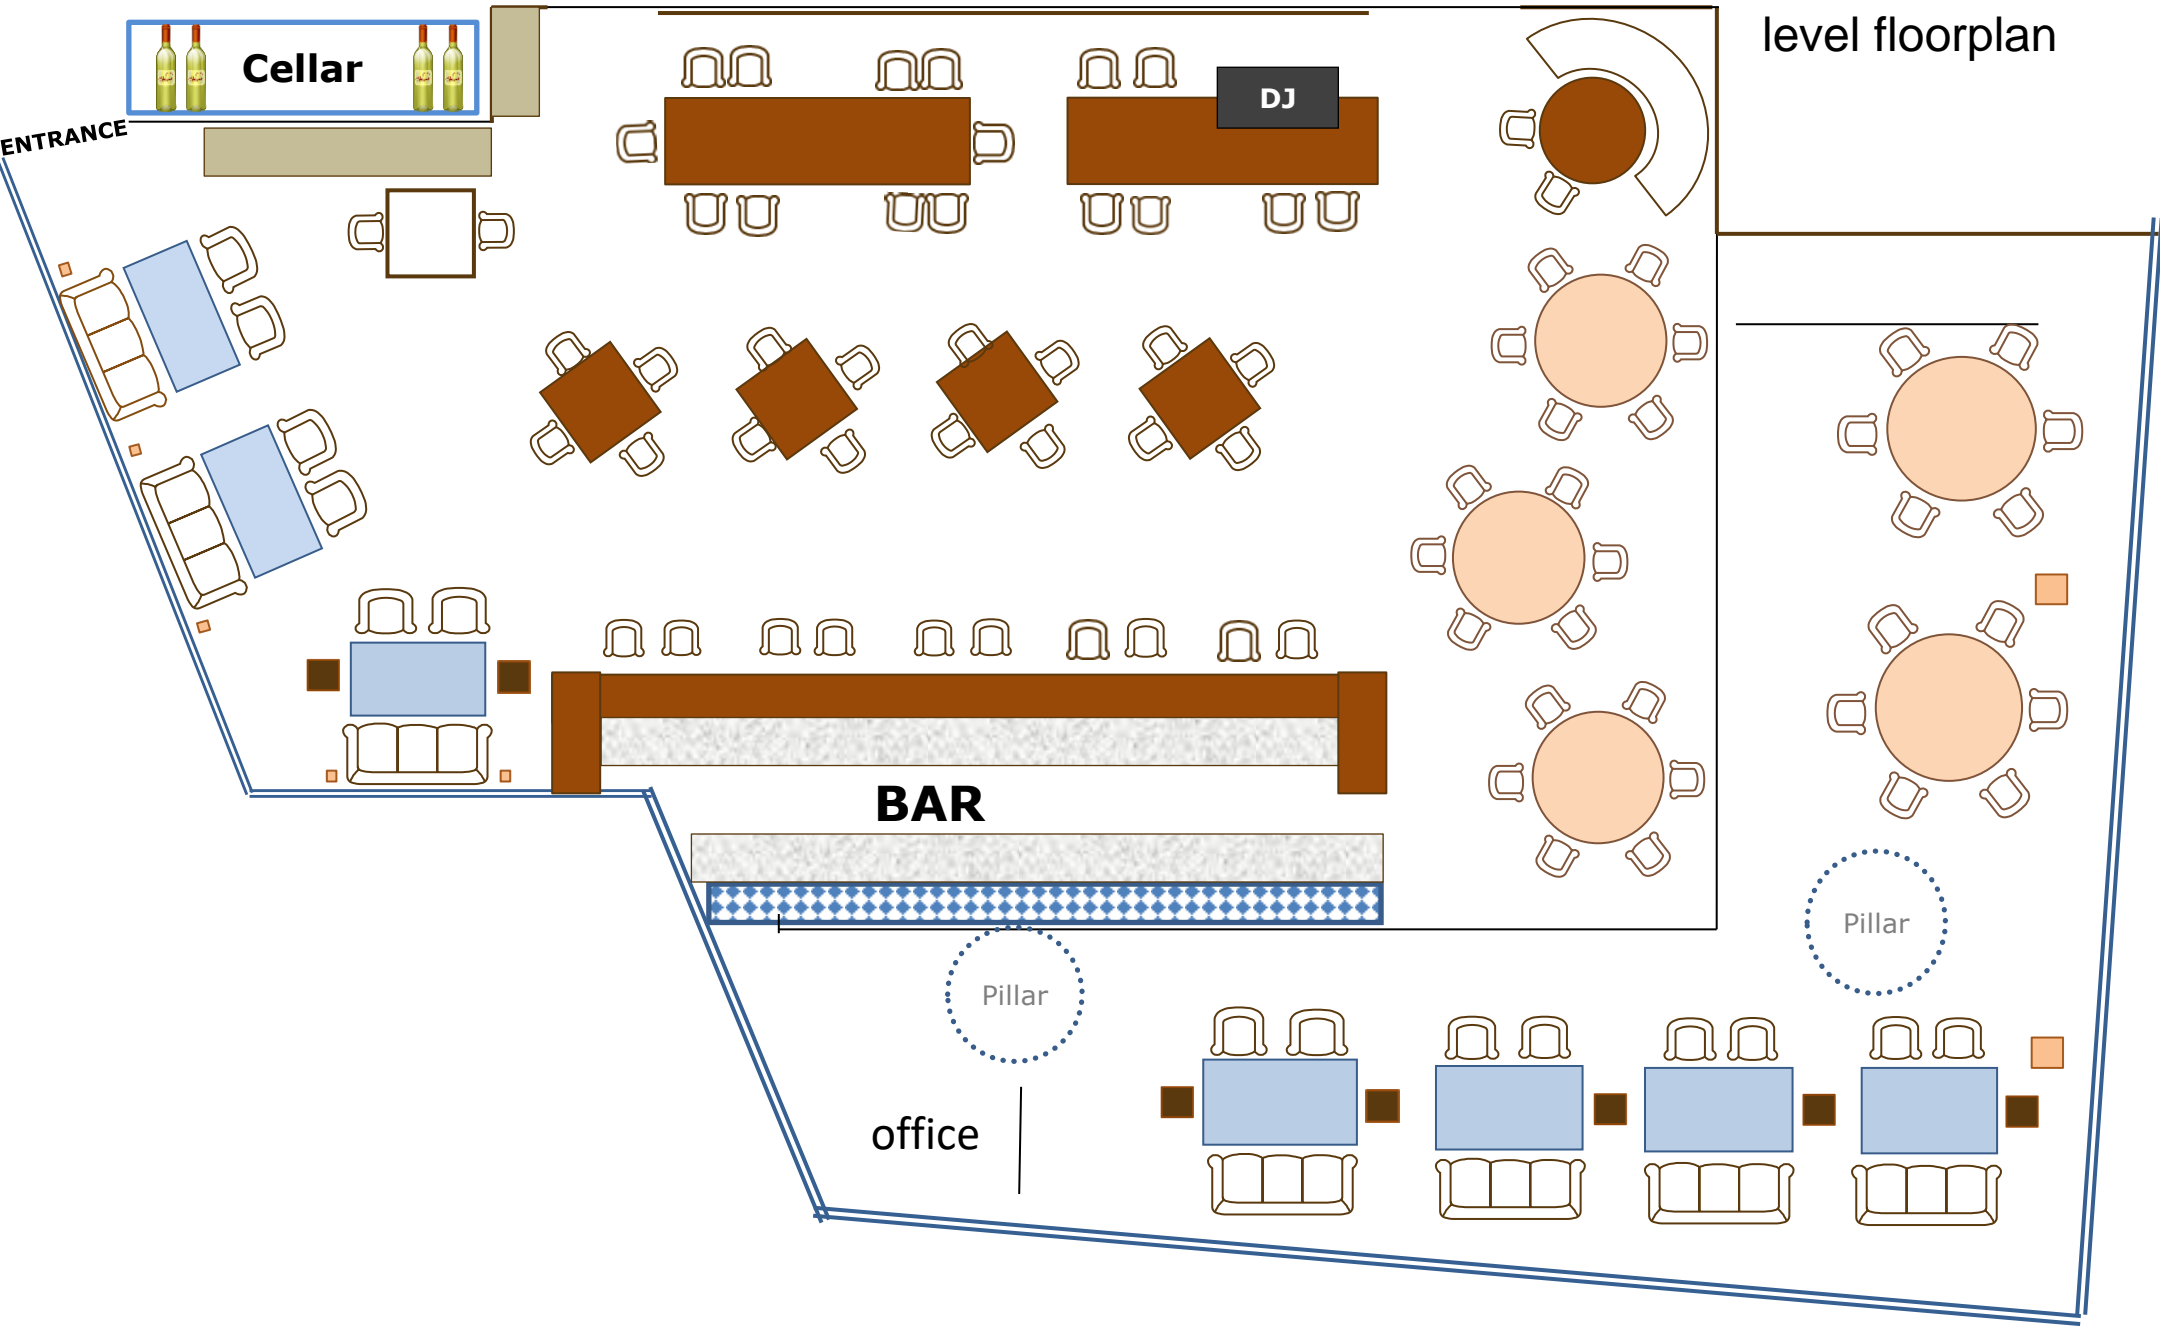 level floorplan
Cellar
ENTRANCE
DJ
BAR
Pillar
Pillar
office